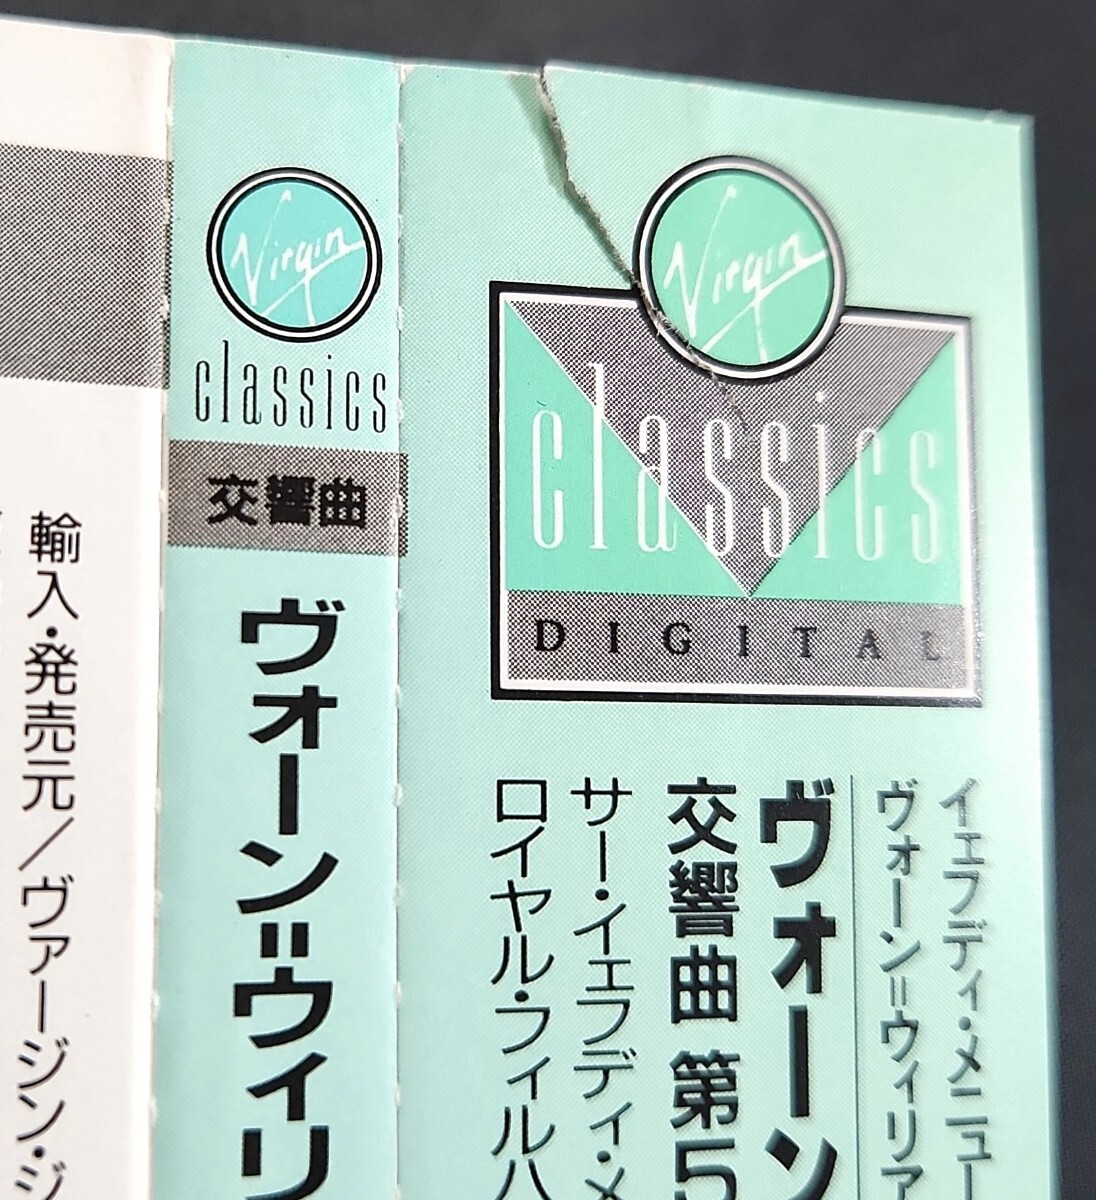 輸入・発売元/ヴァージン・ジ
Virgin
classics
交響曲
ヴォーン=ウィリ
Virgin
classics
DIGITAL
イェフディ・メニュー
ヴォーン=ウィリア
ヴォーン
交響曲 第5
サー・イェフディ・メ
ロイヤル・フィルハ